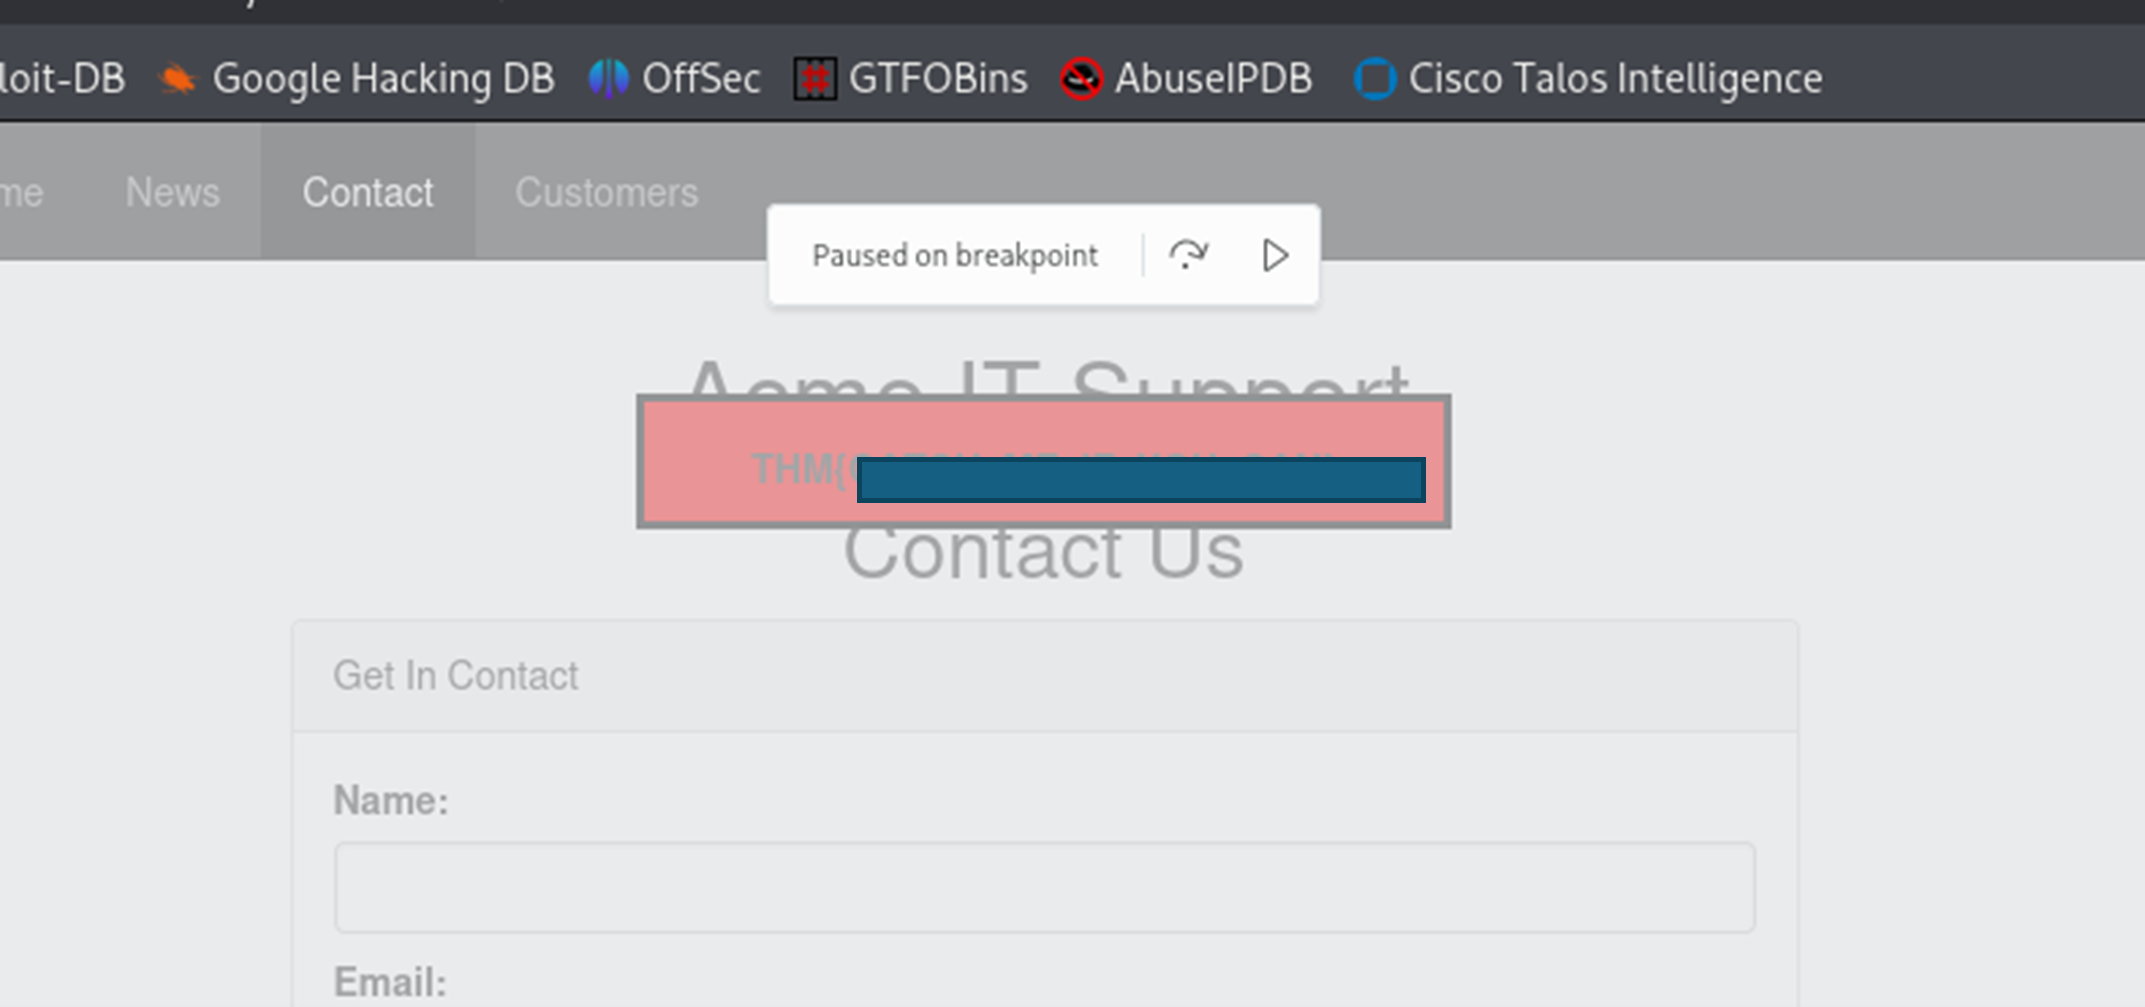 loit-DB Google Hacking DB OffSec GTFOBins AbuseIPDB Cisco Talos Intelligence
me News Contact Customers
Paused on breakpoint
Acme IT Support
THM{
Contact Us
Get In Contact
Name:
Email: